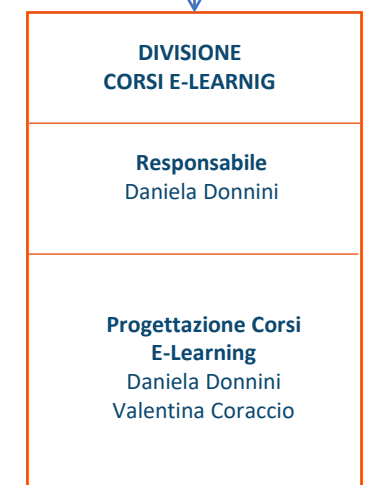 DIVISIONE
CORSI E-LEARNIG
Responsabile
Daniela Donnini
Progettazione Corsi
E-Learning
Daniela Donnini
Valentina Coraccio